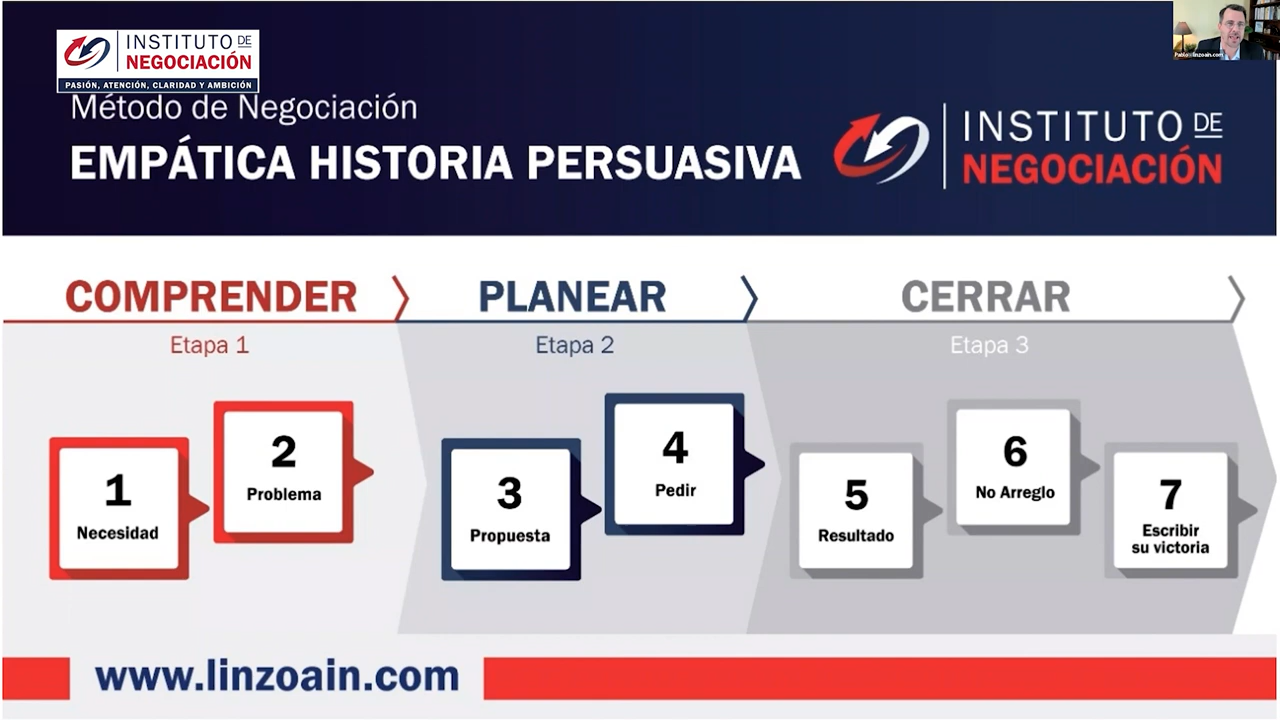 INSTITUTO DE
NEGOCIACIÓN
PASIÓN, ATENCIÓN, CLARIDAD Y AMBICIÓN
Método de Negociación
EMPÁTICA HISTORIA PERSUASIVA
INSTITUTO DE
NEGOCIACIÓN
linzoain.com
COMPRENDER
PLANEAR
CERRAR
Etapa 1
Etapa 2
Etapa 3
1
Necesidad
2
Problema
3
Propuesta
4
Pedir
5
Resultado
6
No Arreglo
7
Escribir
su victoria
www.linzoain.com